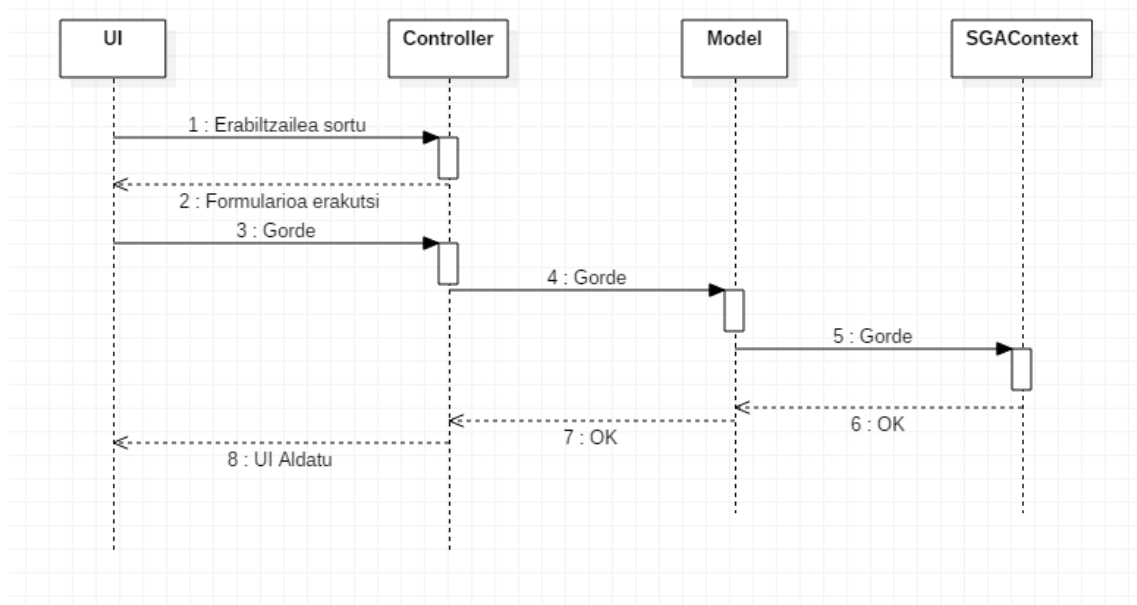 UI
Controller
Model
SGAContext
1 : Erabiltzailea sortu
2 : Formularioa erakutsi
3 : Gorde
4 : Gorde
5 : Gorde
6 : OK
7 : OK
8 : UI Aldatu